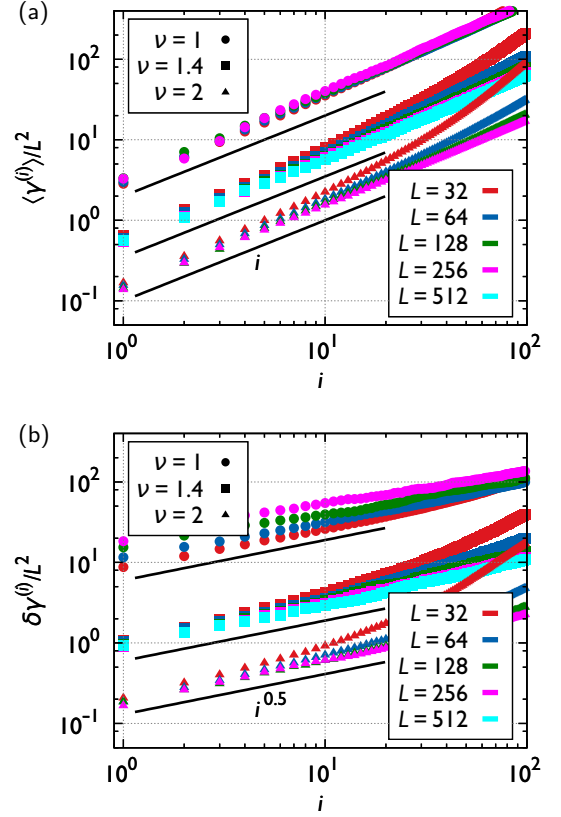 (a)
⟨γ⁽ⁱ⁾⟩/L²
10²
10¹
10⁰
10⁻¹
ν = 1
ν = 1.4
ν = 2
i
L = 32
L = 64
L = 128
L = 256
L = 512
10⁰
10¹
10²
i
(b)
δγ⁽ⁱ⁾/L²
10²
10¹
10⁰
10⁻¹
ν = 1
ν = 1.4
ν = 2
i⁰·⁵
L = 32
L = 64
L = 128
L = 256
L = 512
10⁰
10¹
10²
i